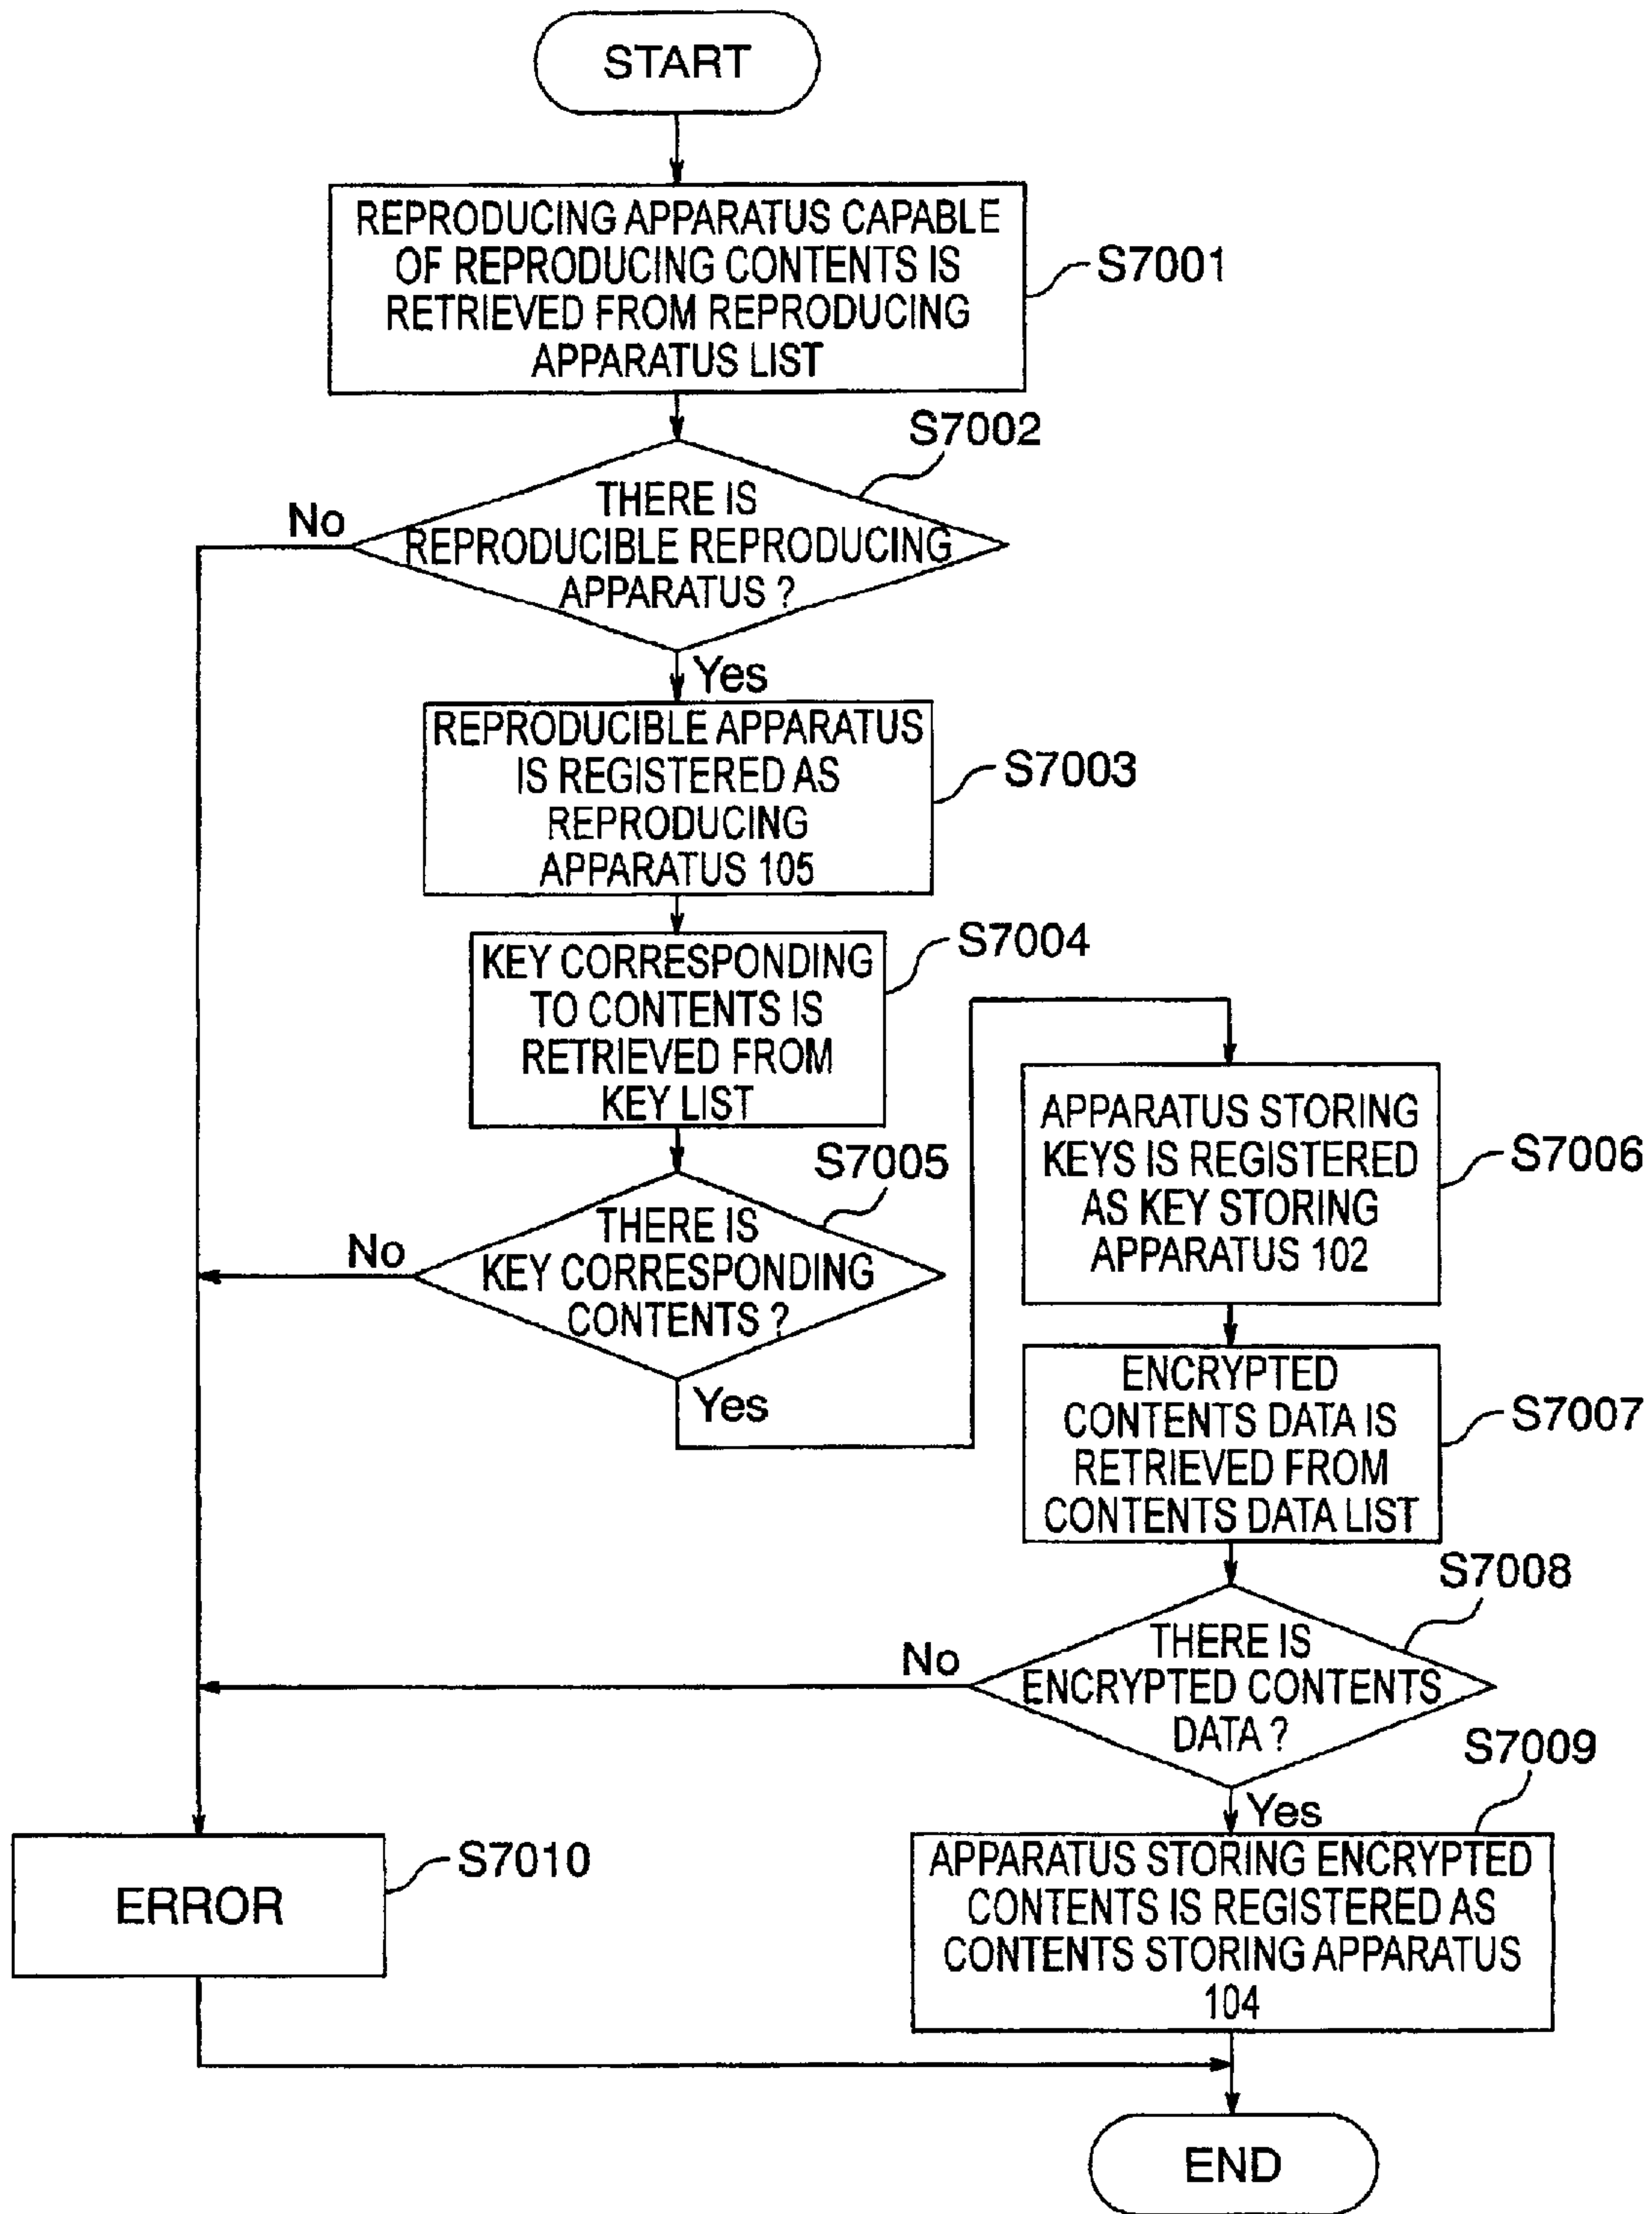 START
REPRODUCING APPARATUS CAPABLE
OF REPRODUCING CONTENTS IS
RETRIEVED FROM REPRODUCING
APPARATUS LIST
S7001
S7002
THERE IS
REPRODUCIBLE REPRODUCING
APPARATUS ?
No
Yes
REPRODUCIBLE APPARATUS
IS REGISTERED AS
REPRODUCING
APPARATUS 105
S7003
KEY CORRESPONDING
TO CONTENTS IS
RETRIEVED FROM
KEY LIST
S7004
S7005
THERE IS
KEY CORRESPONDING
CONTENTS ?
No
Yes
APPARATUS STORING
KEYS IS REGISTERED
AS KEY STORING
APPARATUS 102
S7006
ENCRYPTED
CONTENTS DATA IS
RETRIEVED FROM
CONTENTS DATA LIST
S7007
S7008
THERE IS
ENCRYPTED CONTENTS
DATA ?
No
Yes
S7009
APPARATUS STORING ENCRYPTED
CONTENTS IS REGISTERED AS
CONTENTS STORING APPARATUS
104
ERROR
S7010
END